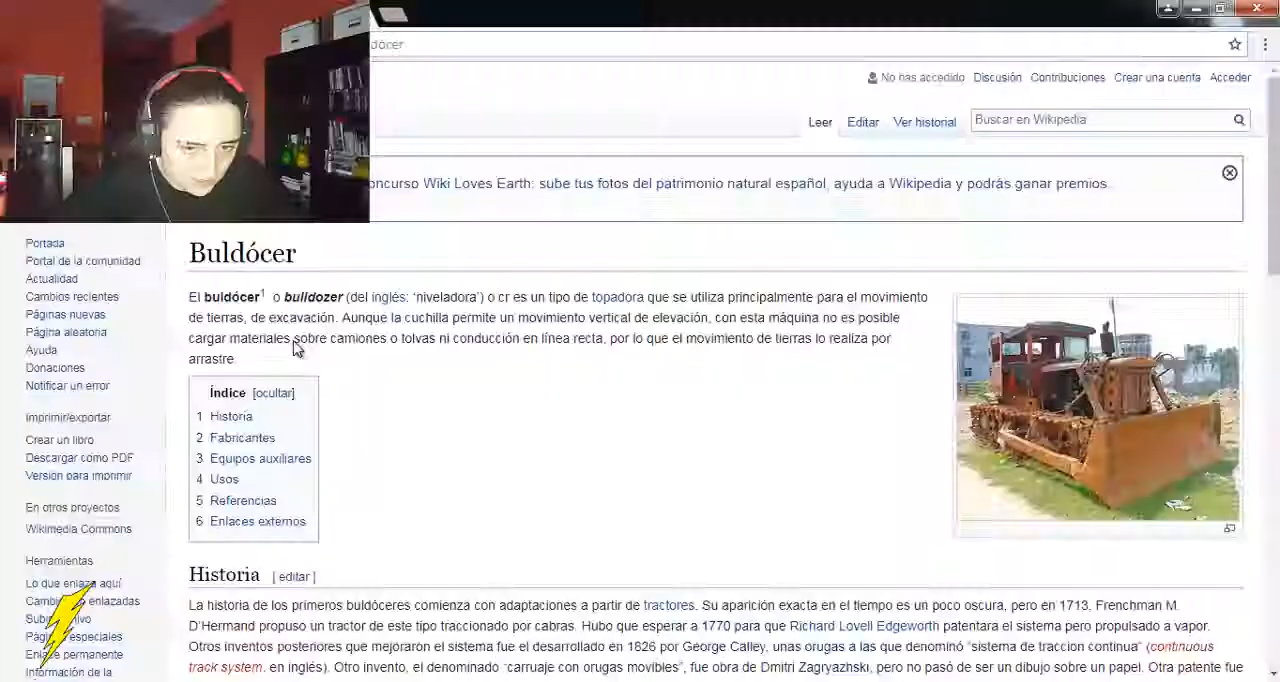 dócer
No has accedido Discusión Contribuciones Crear una cuenta Acceder
Leer Editar Ver historial Buscar en Wikipedia
concurso Wiki Loves Earth: sube tus fotos del patrimonio natural español, ayuda a Wikipedia y podrás ganar premios.
Portada
Portal de la comunidad
Actualidad
Cambios recientes
Páginas nuevas
Página aleatoria
Ayuda
Donaciones
Notificar un error
Imprimir/exportar
Crear un libro
Descargar como PDF
Versión para imprimir
En otros proyectos
Wikimedia Commons
Herramientas
Lo que enlaza aquí
enlazadas
especiales
permanente
Información de la
Buldócer
El buldócer1 o bulldozer (del inglés: 'niveladora') o cr es un tipo de topadora que se utiliza principalmente para el movimiento
de tierras, de excavación. Aunque la cuchilla permite un movimiento vertical de elevación, con esta máquina no es posible
cargar materiales sobre camiones o tolvas ni conducción en línea recta, por lo que el movimiento de tierras lo realiza por
arrastre
Índice [ocultar]
1 Historia
2 Fabricantes
3 Equipos auxiliares
4 Usos
5 Referencias
6 Enlaces externos
Historia [ editar ]
La historia de los primeros buldóceres comienza con adaptaciones a partir de tractores. Su aparición exacta en el tiempo es un poco oscura, pero en 1713, Frenchman M.
D'Hermand propuso un tractor de este tipo traccionado por cabras. Hubo que esperar a 1770 para que Richard Lovell Edgeworth patentara el sistema pero propulsado a vapor.
Otros inventos posteriores que mejoraron el sistema fue el desarrollado en 1826 por George Calley, unas orugas a las que denominó "sistema de traccion continua" (continuous
track system, en inglés). Otro invento, el denominado "carruaje con orugas movibles", fue obra de Dmitri Zagryazhski, pero no pasó de ser un dibujo sobre un papel. Otra patente fue